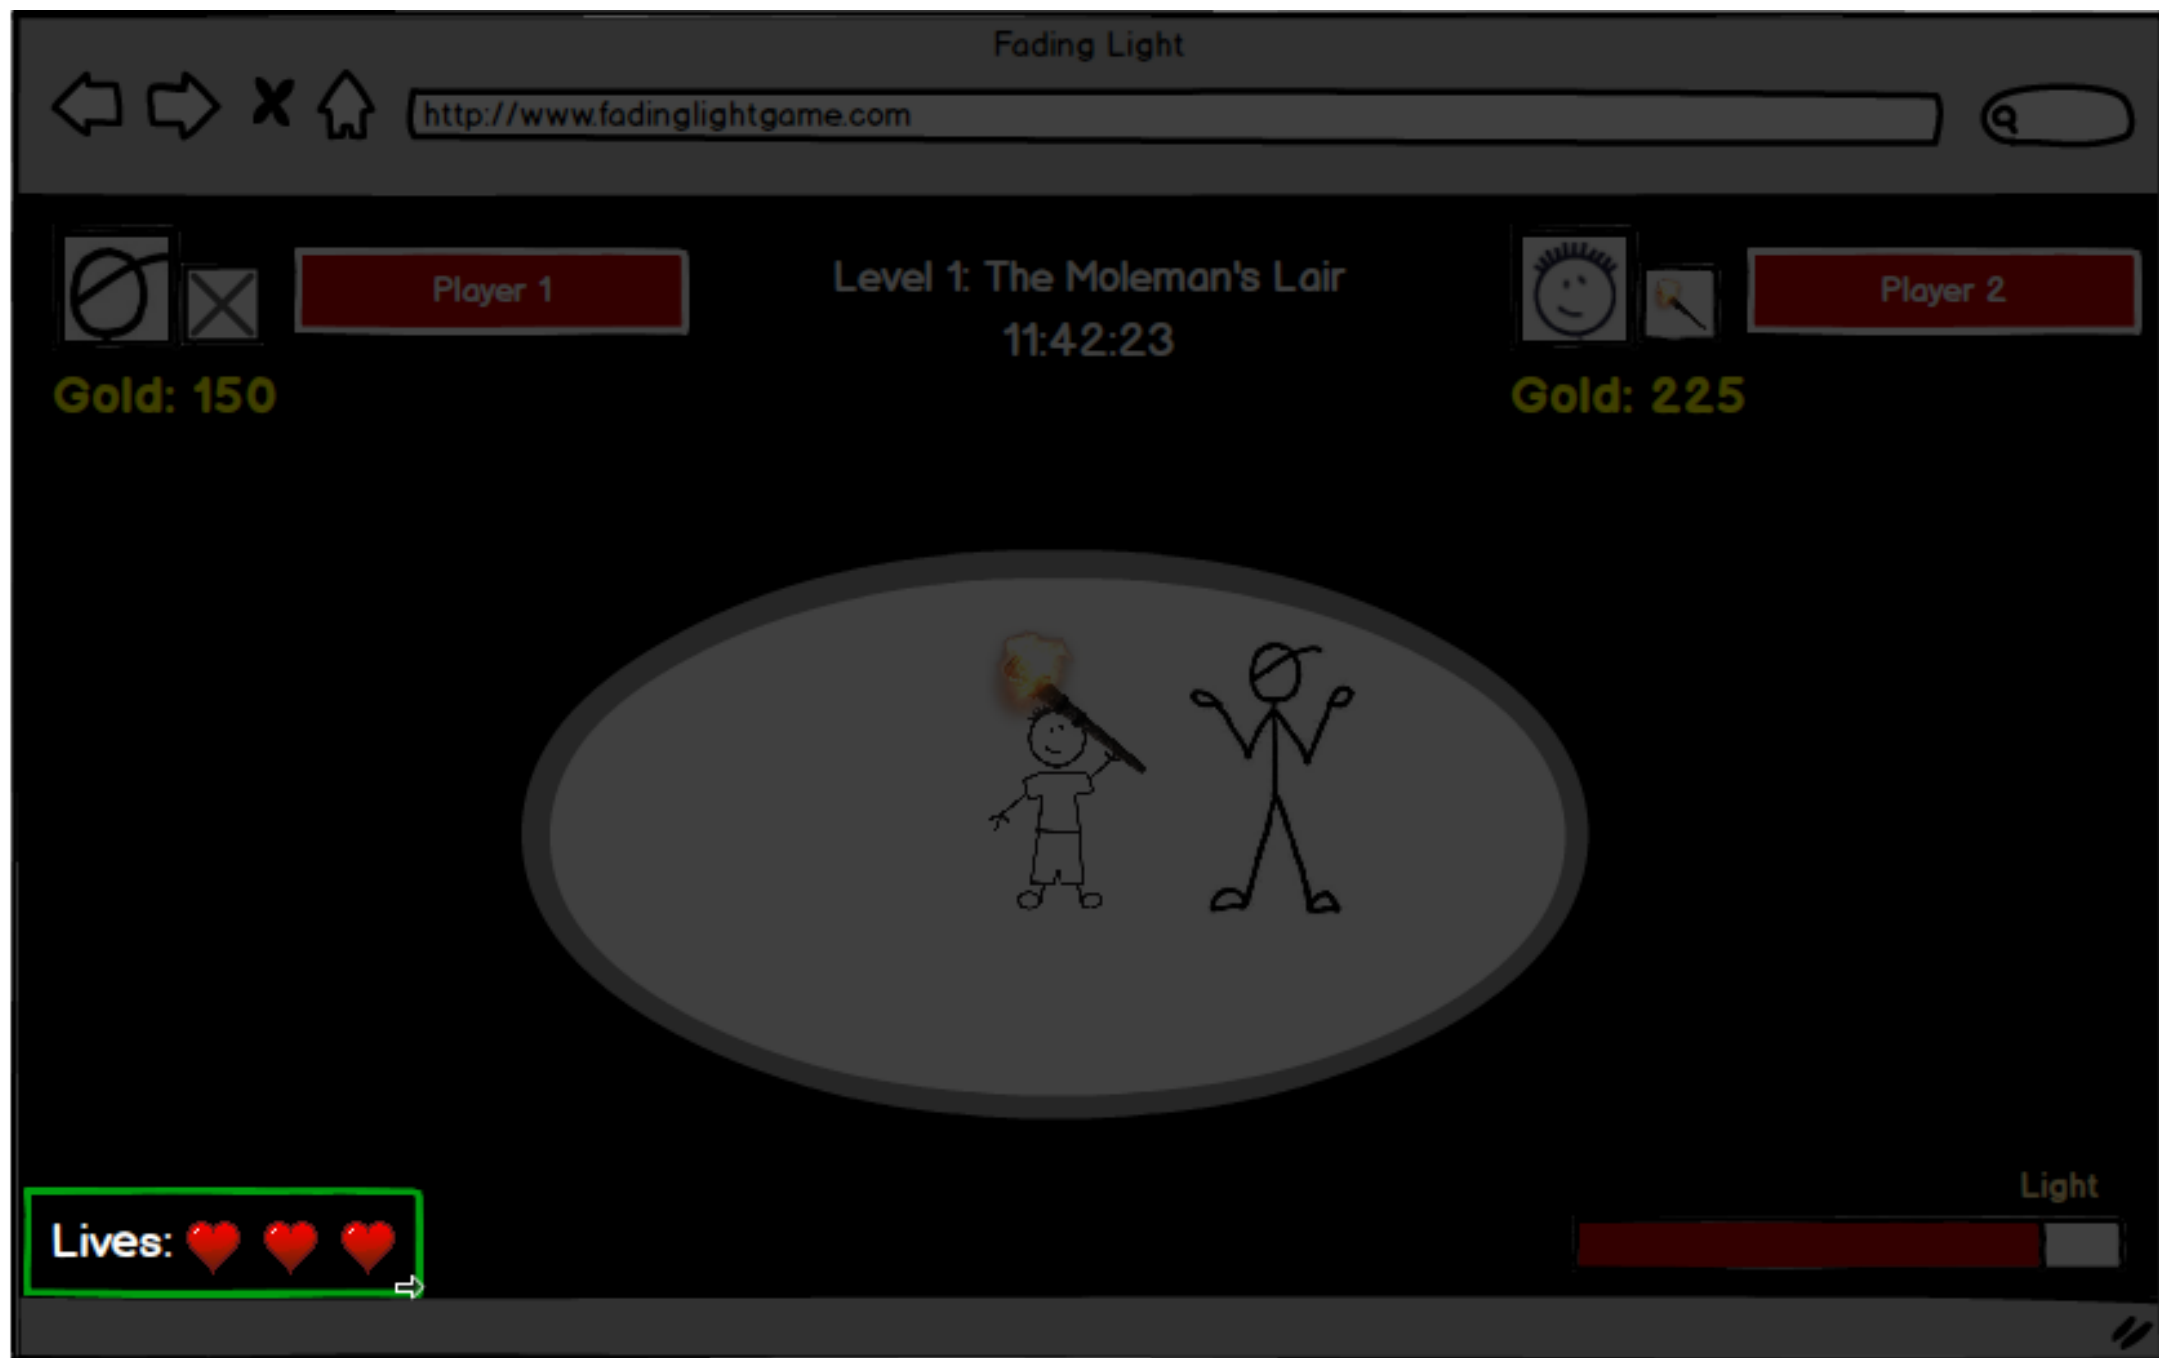 Fading Light
http://www.fadinglightgame.com
Player 1
Level 1: The Moleman's Lair
11:42:23
Player 2
Gold: 150
Gold: 225
Light
Lives: